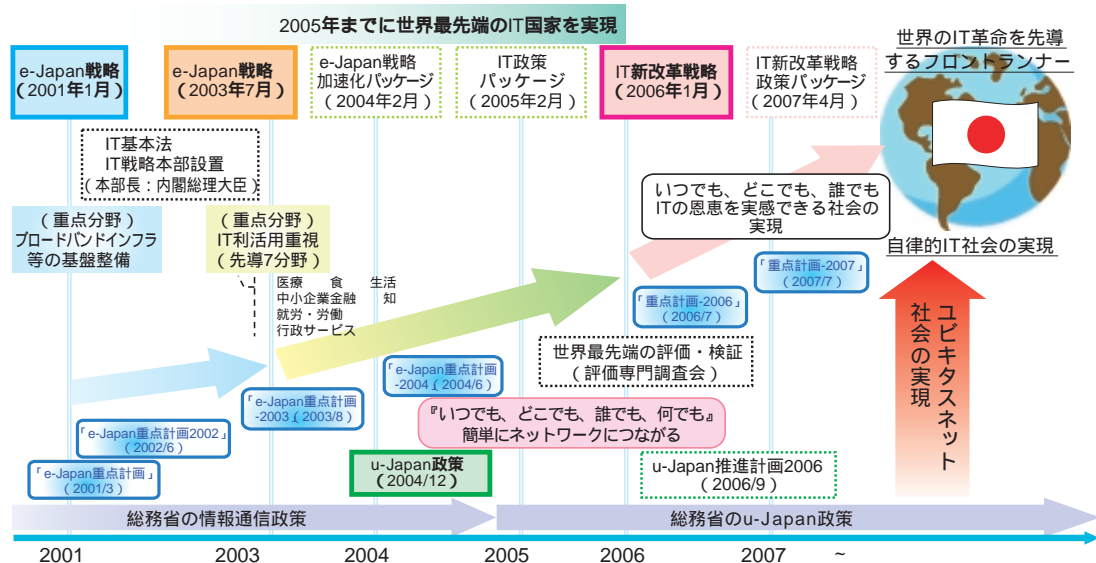 2005年までに世界最先端のIT国家を実現
e-Japan戦略
(2001年1月)
e-Japan戦略
(2003年7月)
e-Japan戦略
加速化パッケージ
(2004年2月)
IT政策
パッケージ
(2005年2月)
IT新改革戦略
(2006年1月)
IT新改革戦略
政策パッケージ
(2007年4月)
世界のIT革命を先導
するフロントランナー
IT基本法
IT戦略本部設置
(本部長：内閣総理大臣)
いつでも、どこでも、誰でも
ITの恩恵を実感できる社会の
実現
(重点分野)
ブロードバンドインフラ
等の基盤整備
(重点分野)
IT利活用重視
(先導7分野)
自律的IT社会の実現
医療　食　生活
中小企業金融　知
就労・労働
行政サービス
「重点計画-2007」
(2007/7)
「重点計画-2006」
(2006/7)
世界最先端の評価・検証
(評価専門調査会)
ユビキタスネット
社会の実現
「e-Japan重点計画
-2004 (2004/6)
「e-Japan重点計画
-2003 (2003/8)
『いつでも、どこでも、誰でも、何でも』
簡単にネットワークにつながる
「e-Japan重点計画2002」
(2002/6)
「e-Japan重点計画」
(2001/3)
u-Japan政策
(2004/12)
u-Japan推進計画2006
(2006/9)
総務省の情報通信政策
総務省のu-Japan政策
2001
2003
2004
2005
2006
2007
~